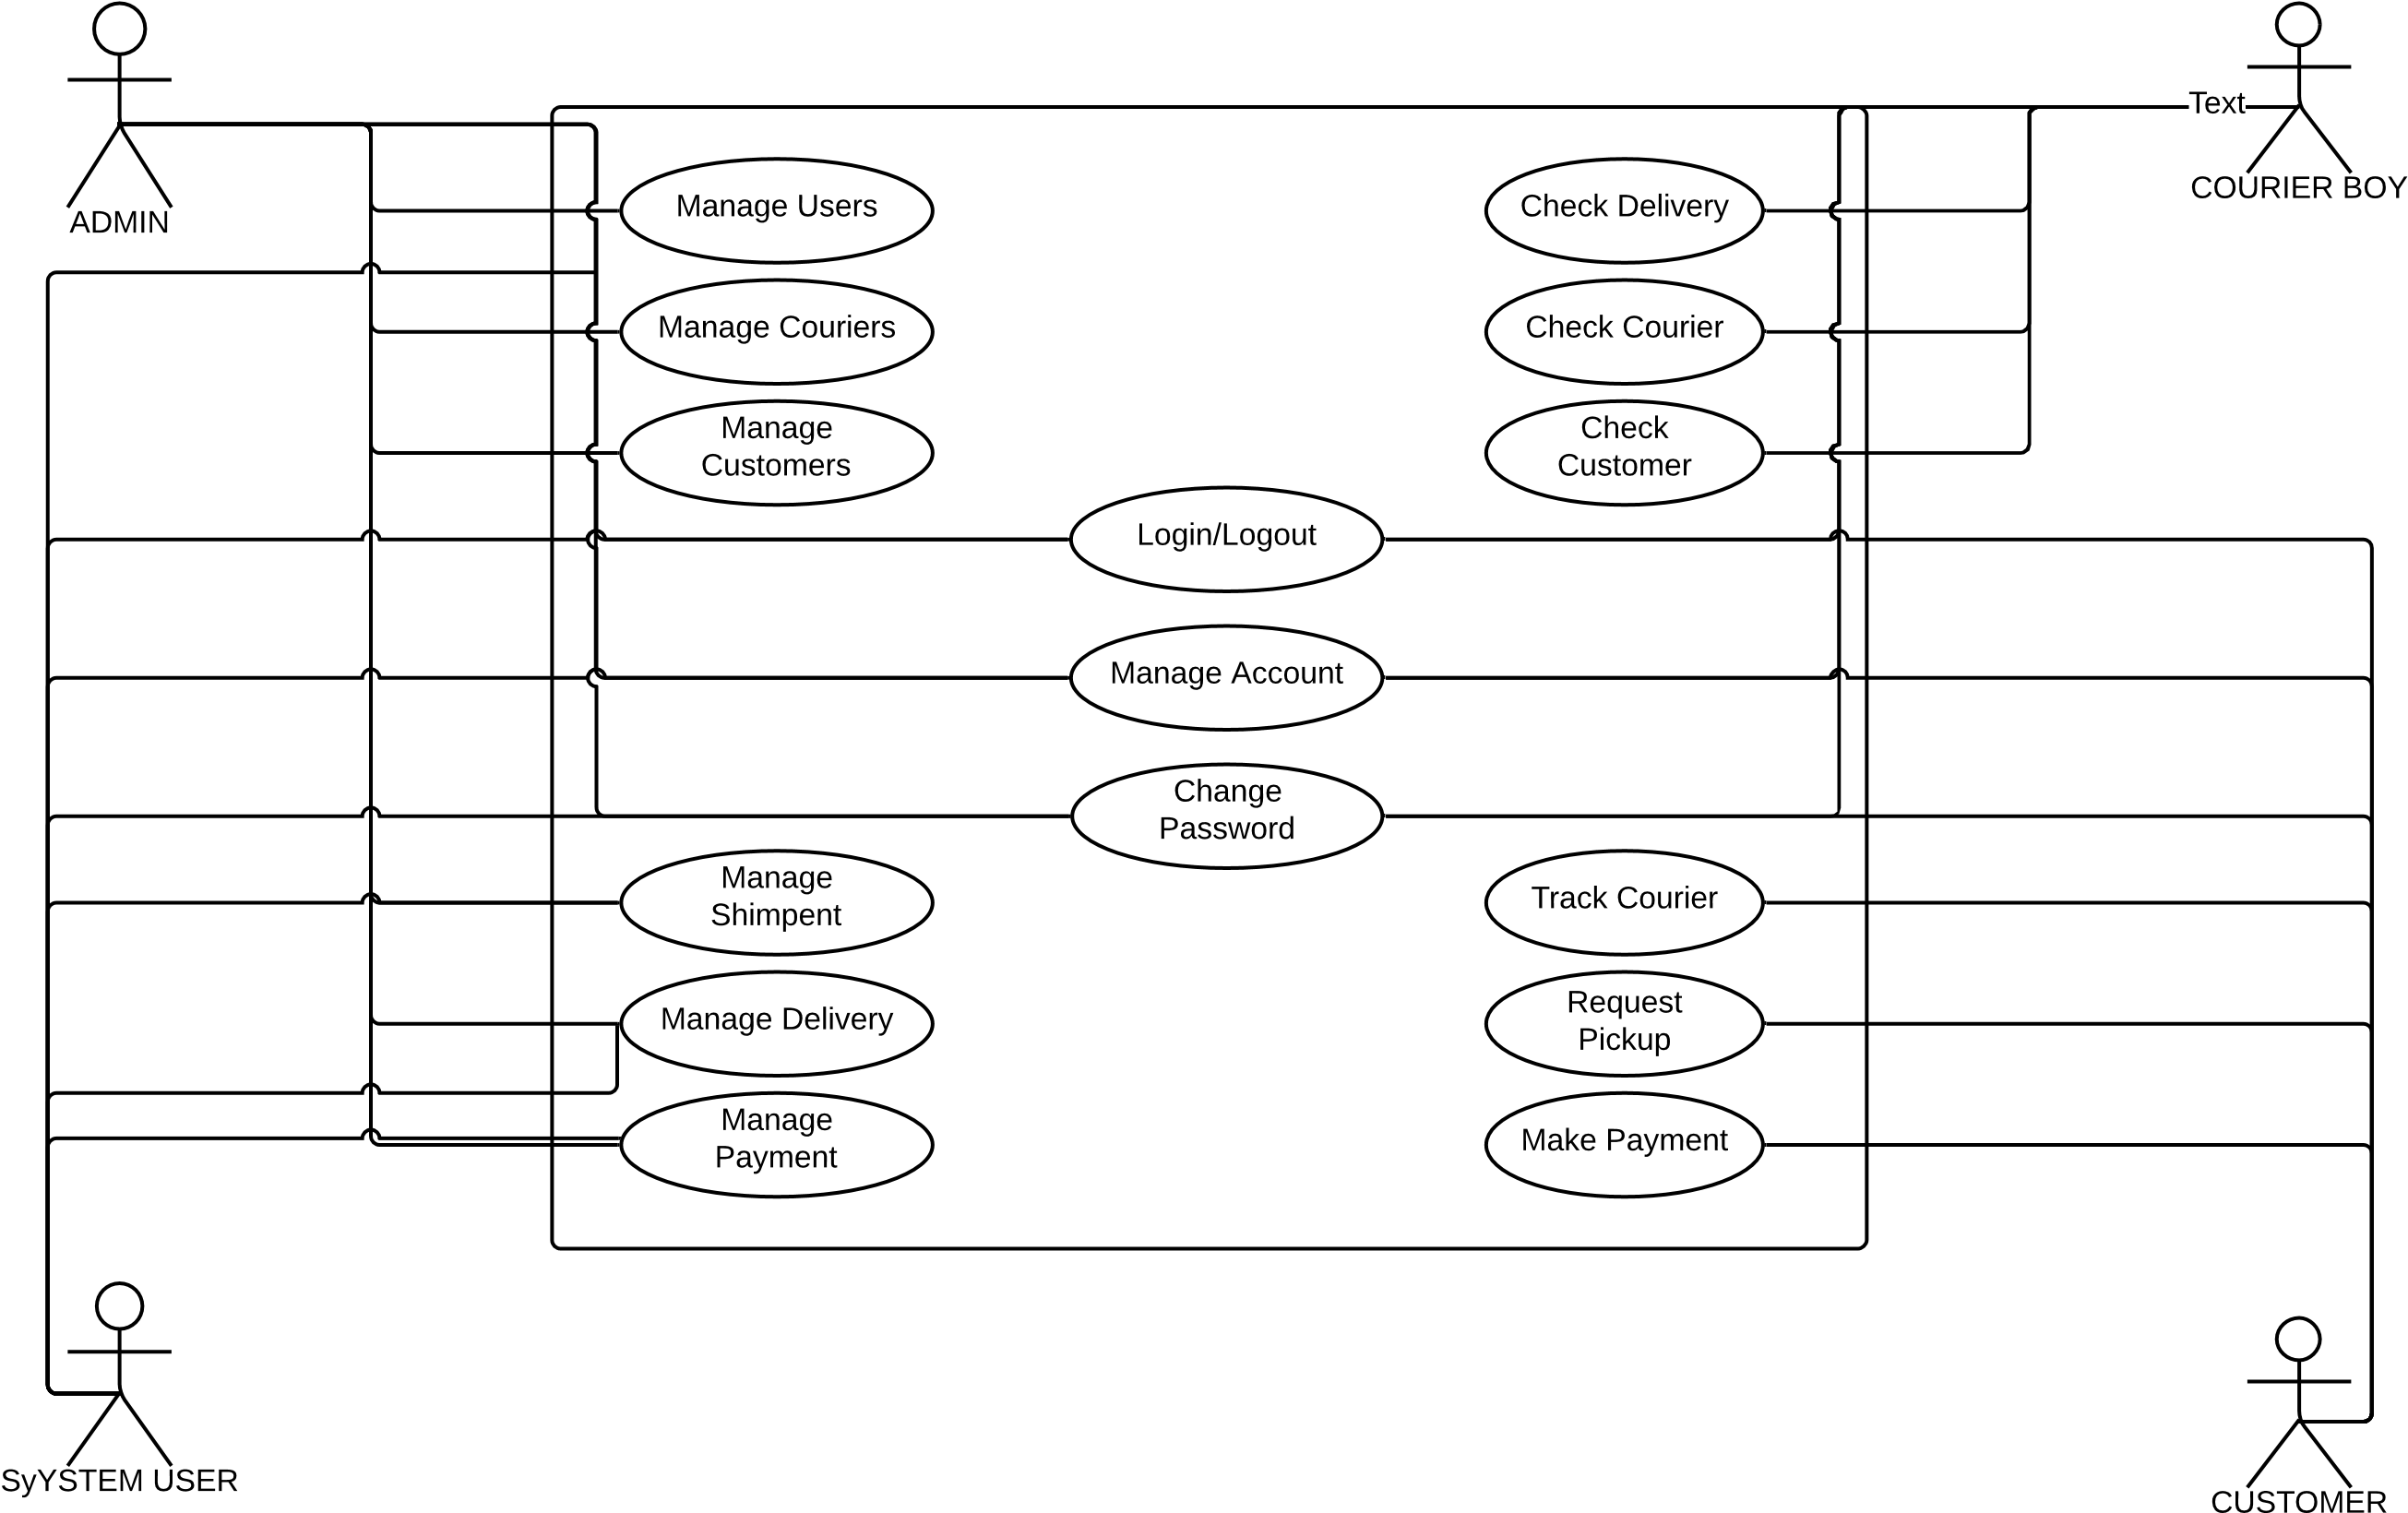 Text
COURIER BOY
ADMIN
Manage Users
Check Delivery
Manage Couriers
Check Courier
Manage
Customers
Check
Customer
Login/Logout
Manage Account
Change
Password
Manage
Shimpent
Track Courier
Manage Delivery
Request
Pickup
Manage
Payment
Make Payment
SyYSTEM USER
CUSTOMER